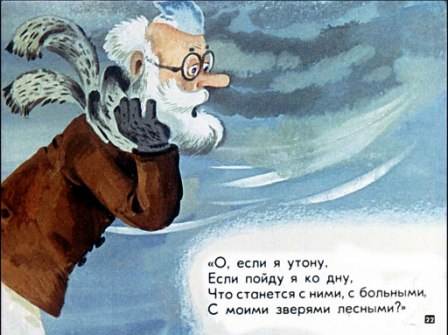 «О, если я утону,
Если пойду я ко дну,
Что станется с ними, с больными,
С моими зверями лесными?»
22